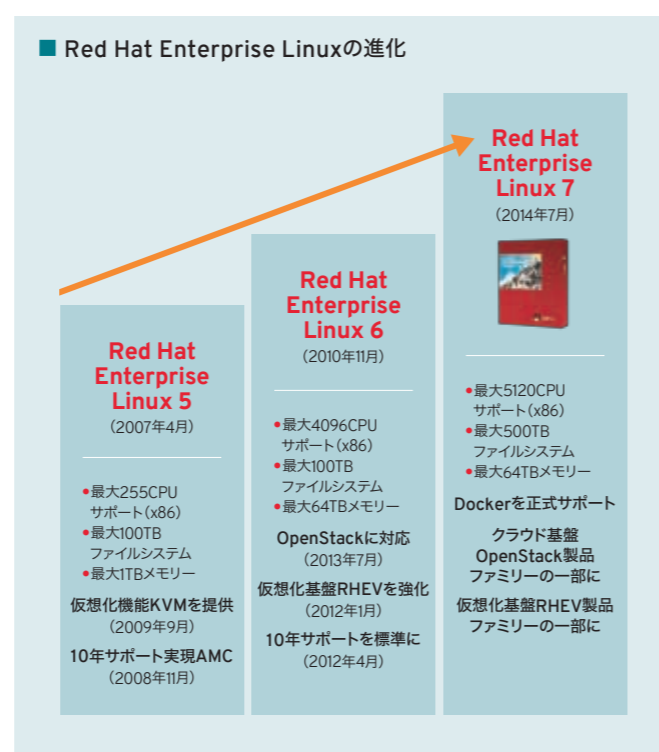 ■ Red Hat Enterprise Linuxの進化
Red Hat
Enterprise
Linux 5
（2007年4月）
●最大255CPU
サポート（x86）
●最大100TB
ファイルシステム
●最大1TBメモリー
仮想化機能KVMを提供
（2009年9月）
10年サポート実現AMC
（2008年11月）
Red Hat
Enterprise
Linux 6
（2010年11月）
●最大4096CPU
サポート（x86）
●最大100TB
ファイルシステム
●最大64TBメモリー
OpenStackに対応
（2013年7月）
仮想化基盤RHEVを強化
（2012年1月）
10年サポートを標準に
（2012年4月）
Red Hat
Enterprise
Linux 7
（2014年7月）
●最大5120CPU
サポート（x86）
●最大500TB
ファイルシステム
●最大64TBメモリー
Dockerを正式サポート
クラウド基盤
OpenStack製品
ファミリーの一部に
仮想化基盤RHEV製品
ファミリーの一部に